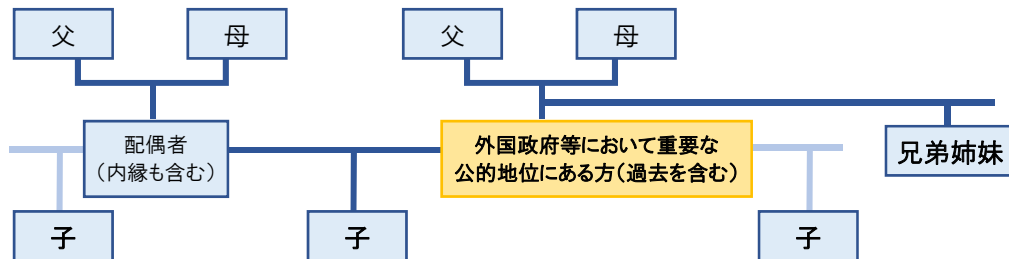 父
母
父
母
配偶者
（内縁も含む）
外国政府等において重要な
公的地位にある方（過去を含む）
兄弟姉妹
子
子
子